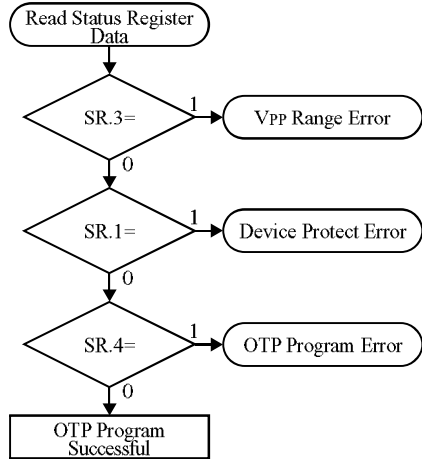 Read Status Register
Data
SR.3=
1
VPP Range Error
0
SR.1=
1
Device Protect Error
0
SR.4=
1
OTP Program Error
0
OTP Program
Successful